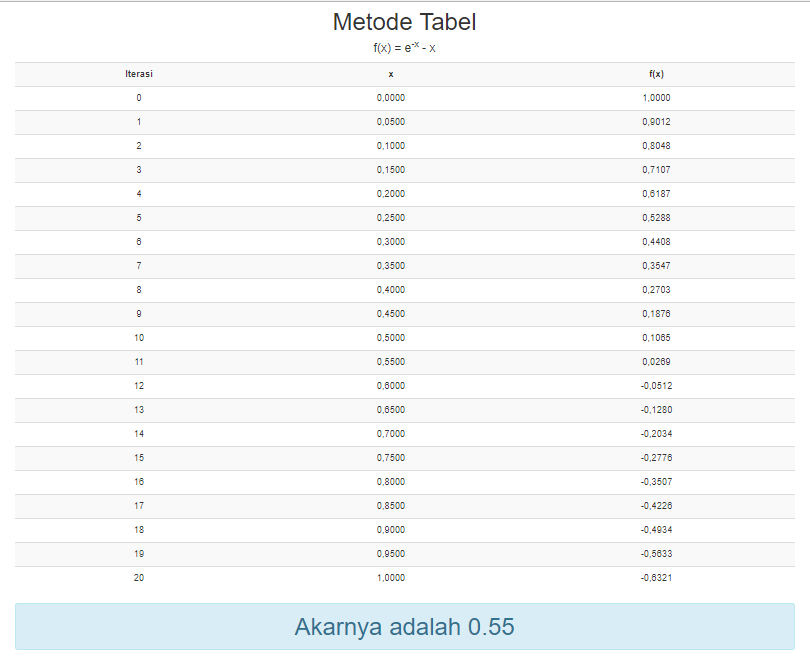 Metode Tabel
f(x) = e^-x - x
Iterasi x f(x)
0 0,0000 1,0000
1 0,0500 0,9012
2 0,1000 0,8048
3 0,1500 0,7107
4 0,2000 0,6187
5 0,2500 0,5288
6 0,3000 0,4408
7 0,3500 0,3547
8 0,4000 0,2703
9 0,4500 0,1876
10 0,5000 0,1065
11 0,5500 0,0269
12 0,6000 -0,0512
13 0,6500 -0,1280
14 0,7000 -0,2034
15 0,7500 -0,2776
16 0,8000 -0,3507
17 0,8500 -0,4226
18 0,9000 -0,4934
19 0,9500 -0,5633
20 1,0000 -0,6321
Akarnya adalah 0.55